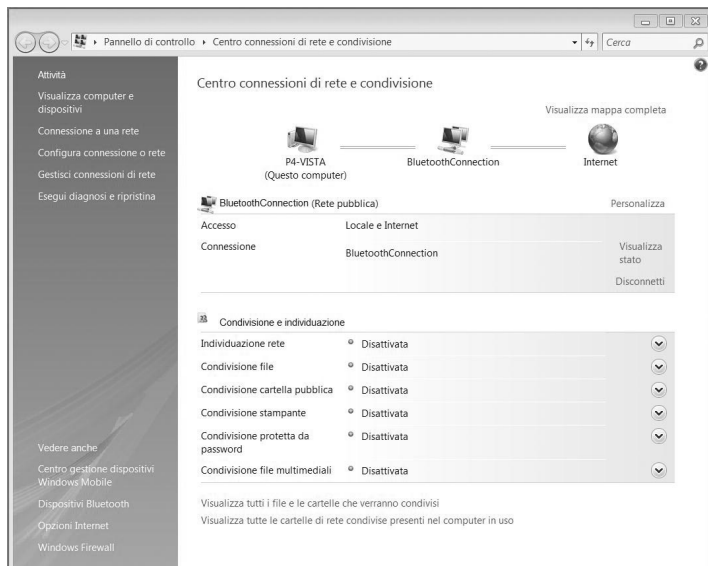 Pannello di controllo ▸ Centro connessioni di rete e condivisione
Cerca
Attività
Visualizza computer e
dispositivi
Connessione a una rete
Configura connessione o rete
Gestisci connessioni di rete
Esegui diagnosi e ripristina
Vedere anche
Centro gestione dispositivi
Windows Mobile
Dispositivi Bluetooth
Opzioni Internet
Windows Firewall
Centro connessioni di rete e condivisione
Visualizza mappa completa
P4-VISTA
(Questo computer)
BluetoothConnection
Internet
BluetoothConnection (Rete pubblica)
Personalizza
Accesso
Locale e Internet
Connessione
BluetoothConnection
Visualizza
stato
Disconnetti
Condivisione e individuazione
Individuazione rete
Disattivata
Condivisione file
Disattivata
Condivisione cartella pubblica
Disattivata
Condivisione stampante
Disattivata
Condivisione protetta da
password
Disattivata
Condivisione file multimediali
Disattivata
Visualizza tutti i file e le cartelle che verranno condivisi
Visualizza tutte le cartelle di rete condivise presenti nel computer in uso